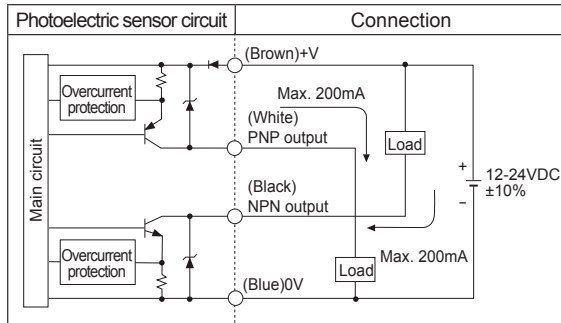 Photoelectric sensor circuit
Connection
(Brown)+V
Overcurrent
protection
Max. 200mA
(White)
PNP output
Load
Main circuit
+
12-24VDC
±10%
−
(Black)
NPN output
Overcurrent
protection
Max. 200mA
Load
(Blue)0V